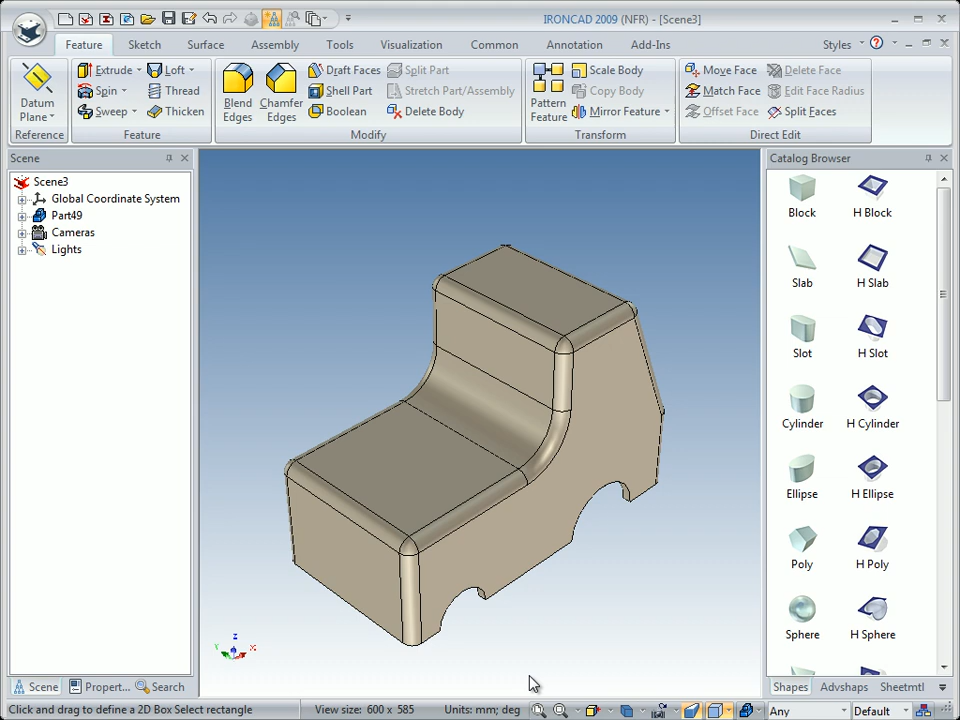 IRONCAD 2009 (NFR) - [Scene3]
Feature Sketch Surface Assembly Tools Visualization Common Annotation Add-Ins Styles
Extrude Loft Draft Faces Split Part Scale Body Move Face Delete Face
Spin Thread Shell Part Stretch Part/Assembly Copy Body Match Face Edit Face Radius
Datum Plane Sweep Thicken Blend Edges Chamfer Edges Boolean Delete Body Pattern Feature Mirror Feature Offset Face Split Faces
Reference Feature Modify Transform Direct Edit
Scene Catalog Browser
Scene3
Global Coordinate System
Part49
Cameras
Lights
Block H Block
Slab H Slab
Slot H Slot
Cylinder H Cylinder
Ellipse H Ellipse
Poly H Poly
Sphere H Sphere
Z
Y X
Scene Propert... Search Shapes Advshaps Sheetmtl
Click and drag to define a 2D Box Select rectangle View size: 600 x 585 Units: mm; deg Any Default